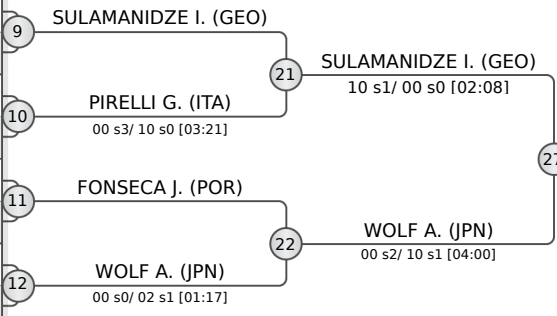 SULAMANIDZE I. (GEO)
9
SULAMANIDZE I. (GEO)
21
10 s1/ 00 s0 [02:08]
PIRELLI G. (ITA)
10
00 s3/ 10 s0 [03:21]
27
FONSECA J. (POR)
11
WOLF A. (JPN)
22
00 s2/ 10 s1 [04:00]
WOLF A. (JPN)
12
00 s0/ 02 s1 [01:17]